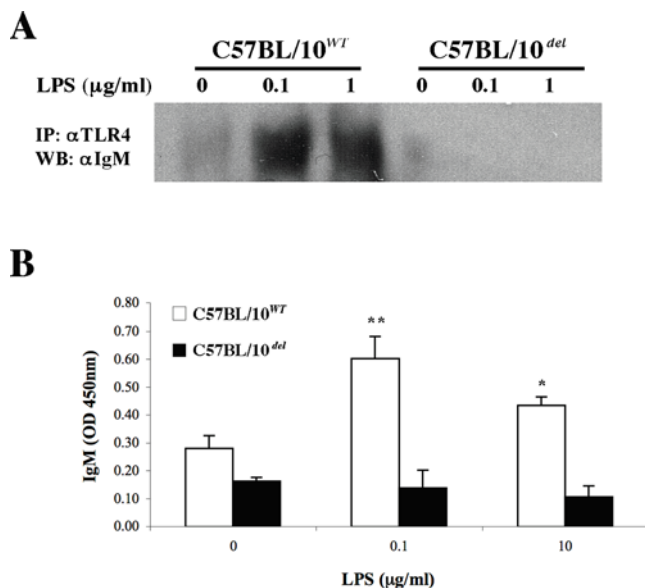 A
C57BL/10WT C57BL/10del
LPS (μg/ml) 0 0.1 1 0 0.1 1
IP: αTLR4
WB: αIgM
B
0.80
0.70
0.60
0.50
0.40
0.30
0.20
0.10
0.00
IgM (OD 450nm)
C57BL/10WT
C57BL/10del
**
*
0 0.1 10
LPS (μg/ml)